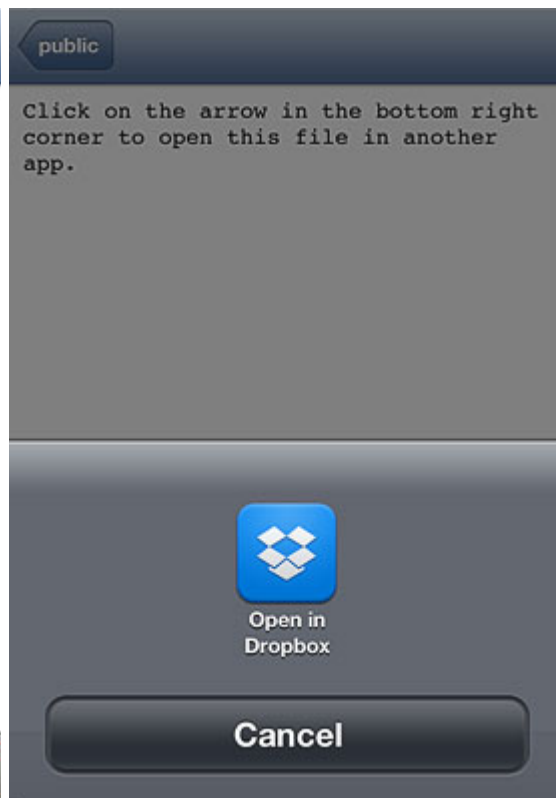 public
Click on the arrow in the bottom right
corner to open this file in another
app.
Open in
Dropbox
Cancel